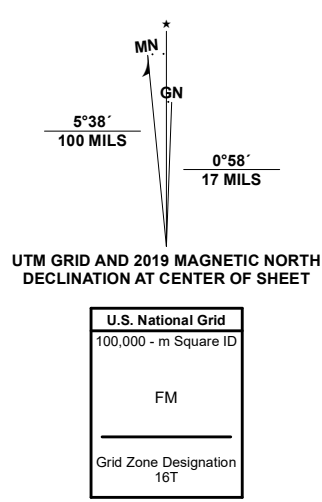 ★
MN
GN
5°38´
100 MILS
0°58´
17 MILS
UTM GRID AND 2019 MAGNETIC NORTH
DECLINATION AT CENTER OF SHEET
U.S. National Grid
100,000 - m Square ID
FM
Grid Zone Designation
16T